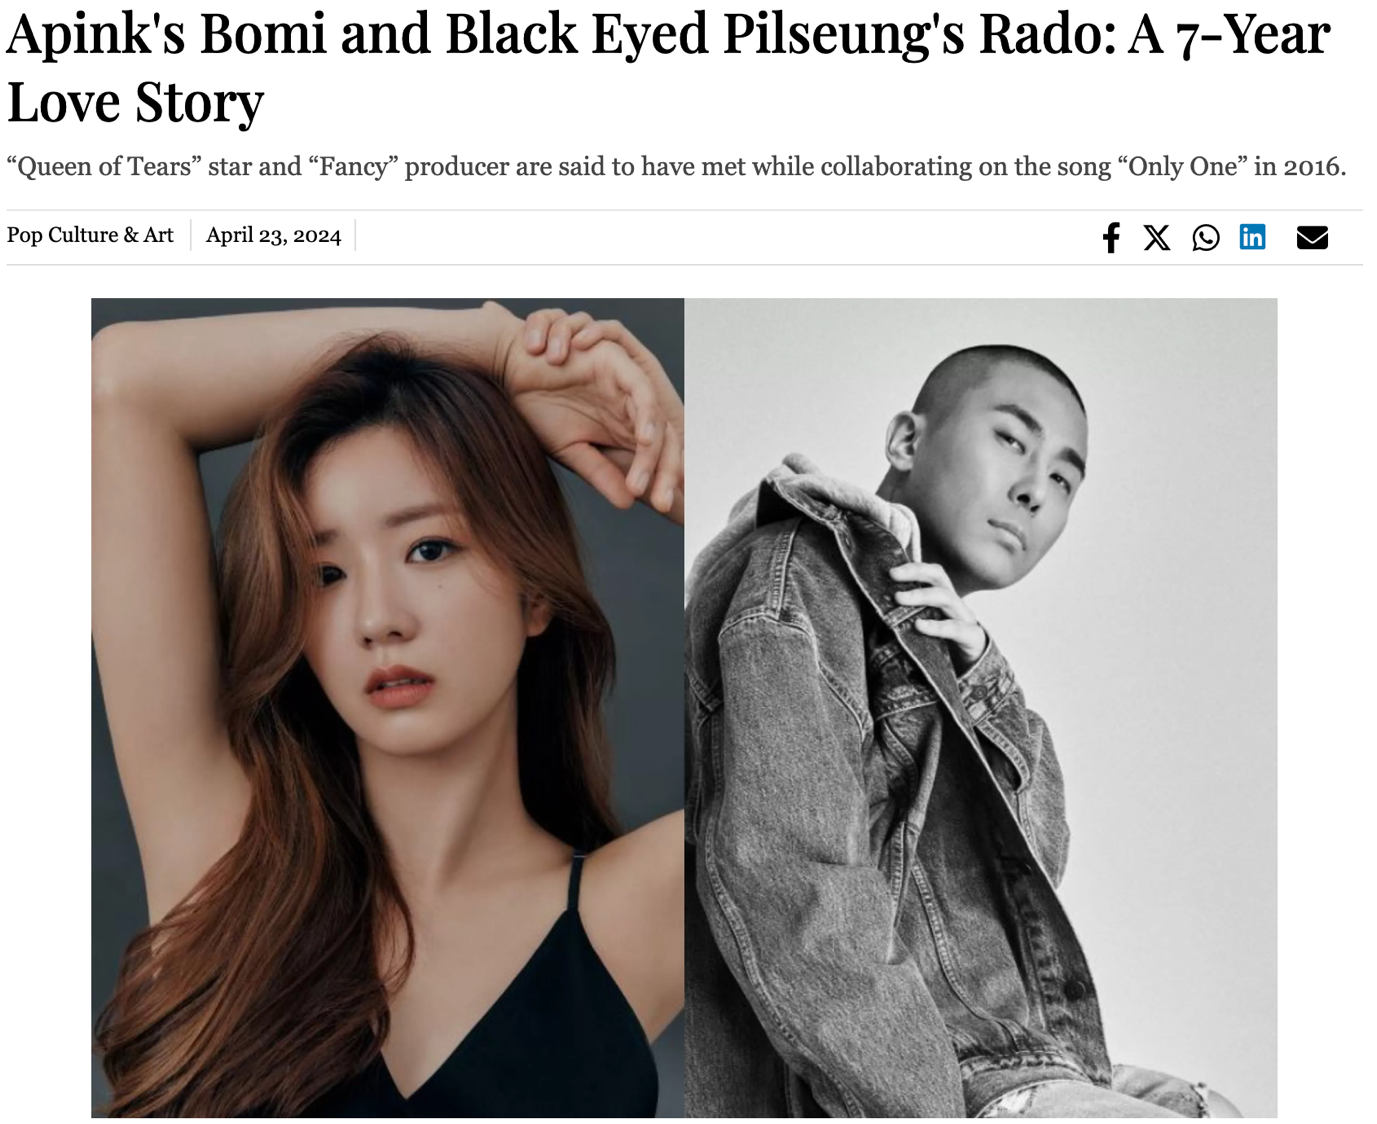 Apink's Bomi and Black Eyed Pilseung's Rado: A 7-Year
Love Story
“Queen of Tears” star and “Fancy” producer are said to have met while collaborating on the song “Only One” in 2016.
Pop Culture & Art
April 23, 2024